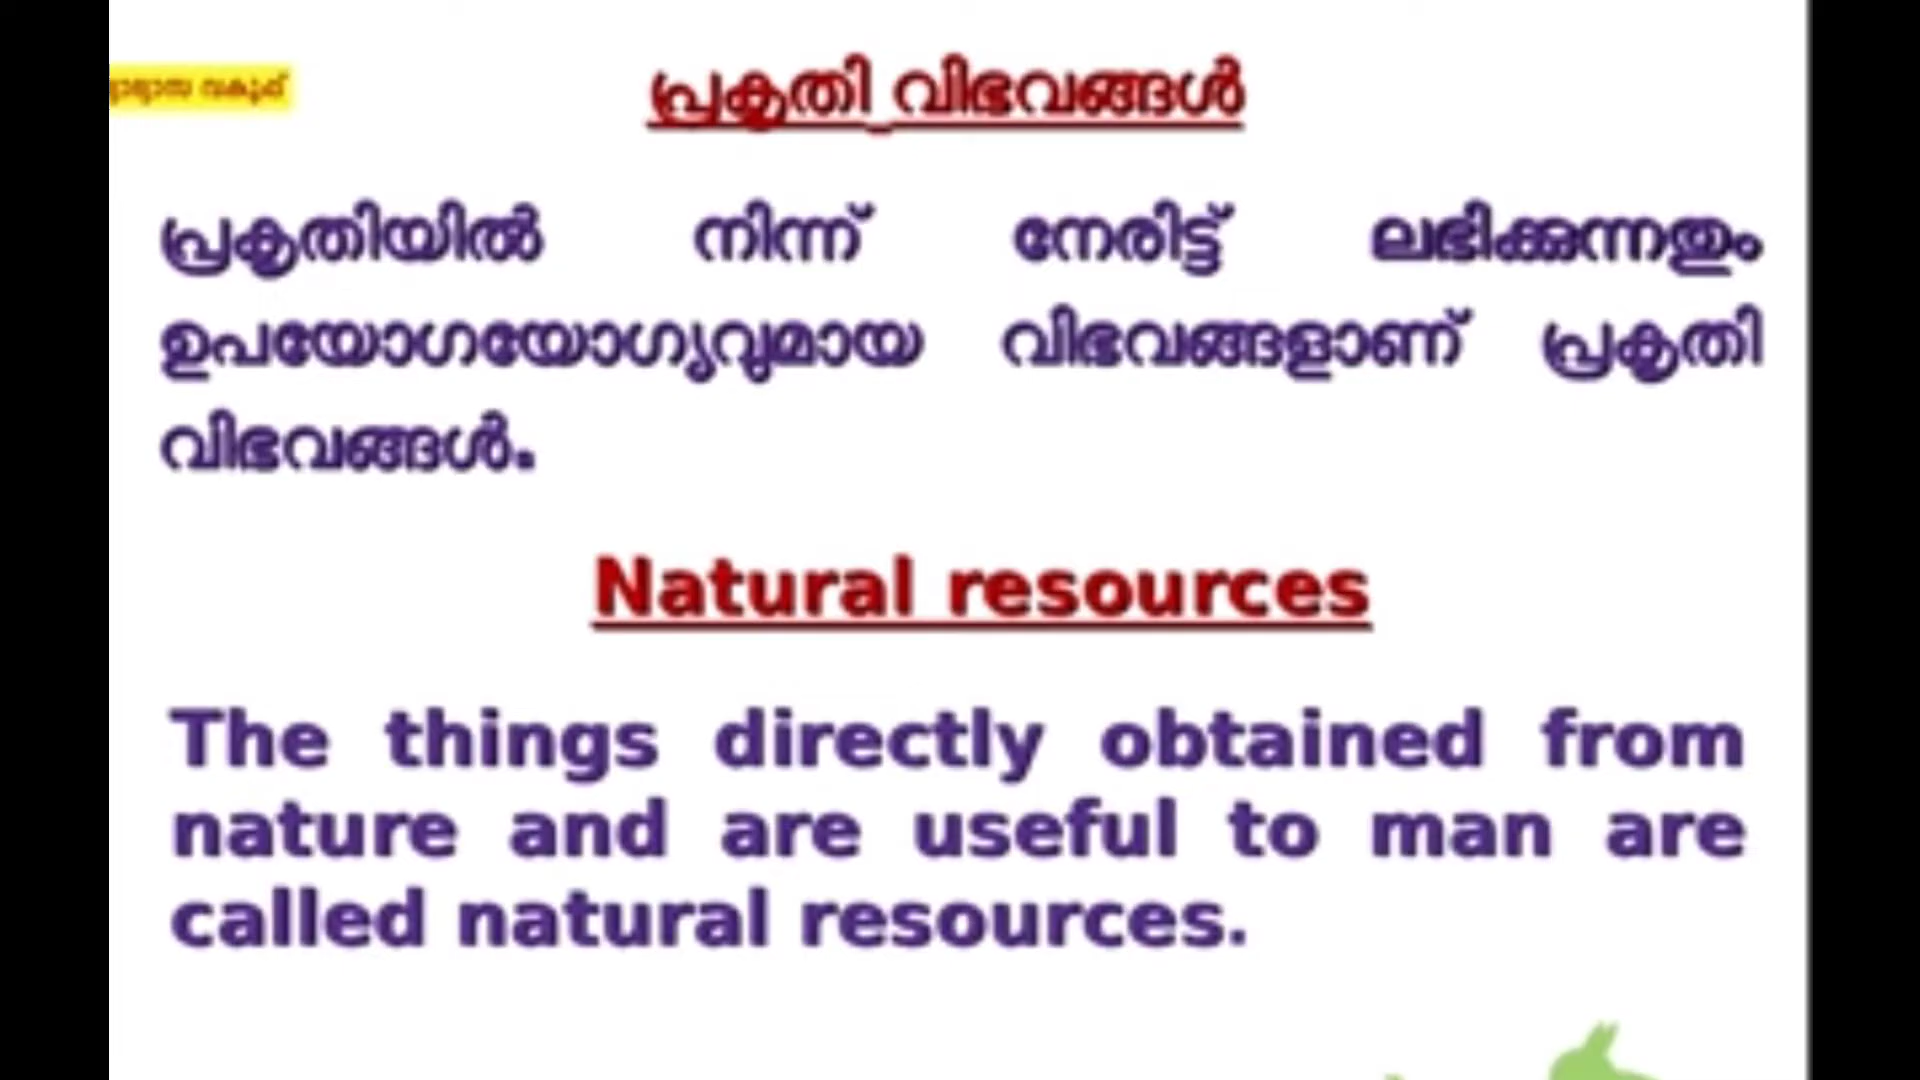 വകുപ്പ്
പ്രകൃതി വിഭവങ്ങൾ
പ്രകൃതിയിൽ നിന്ന് നേരിട്ട് ലഭിക്കുന്നതും
ഉപയോഗയോഗ്യവുമായ വിഭവങ്ങളാണ് പ്രകൃതി
വിഭവങ്ങൾ.
Natural resources
The things directly obtained from
nature and are useful to man are
called natural resources.